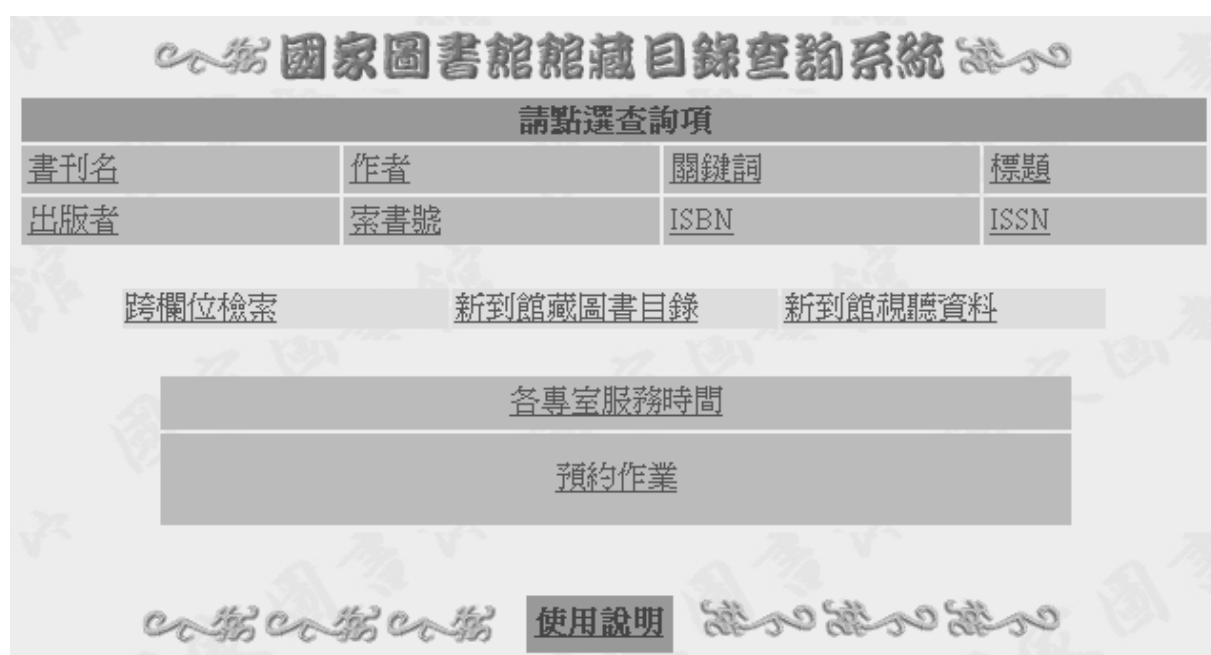 國家圖書館館藏目錄查詢系統
請點選查詢項
書刊名 作者 關鍵詞 標題
出版者 索書號 ISBN ISSN
跨欄位檢索 新到館藏圖書目錄 新到館視聽資料
各專室服務時間
預約作業
使用說明